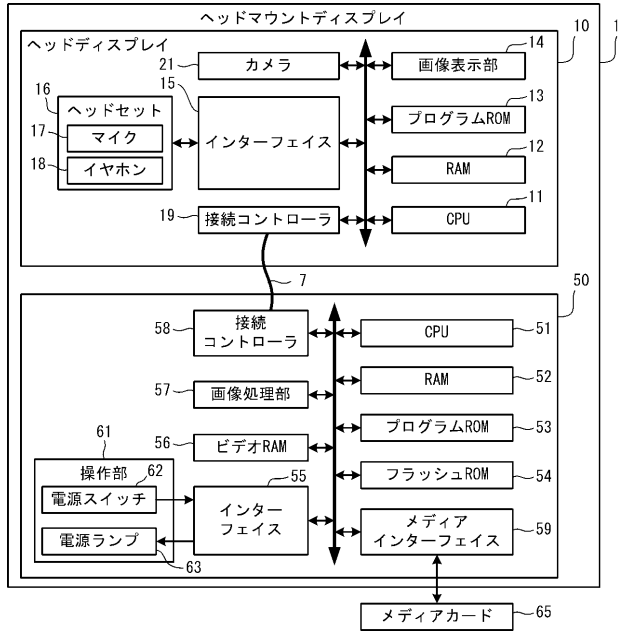 ヘッドマウントディスプレイ
1
ヘッドディスプレイ
10
21
カメラ
14
画像表示部
15
16
ヘッドセット
17
マイク
18
イヤホン
インターフェイス
13
プログラムROM
12
RAM
11
CPU
19
接続コントローラ
7
50
58
接続
コントローラ
CPU
51
57
画像処理部
RAM
52
56
ビデオRAM
プログラムROM
53
フラッシュROM
54
61
操作部
62
電源スイッチ
電源ランプ
63
55
インター
フェイス
メディア
インターフェイス
59
メディアカード
65